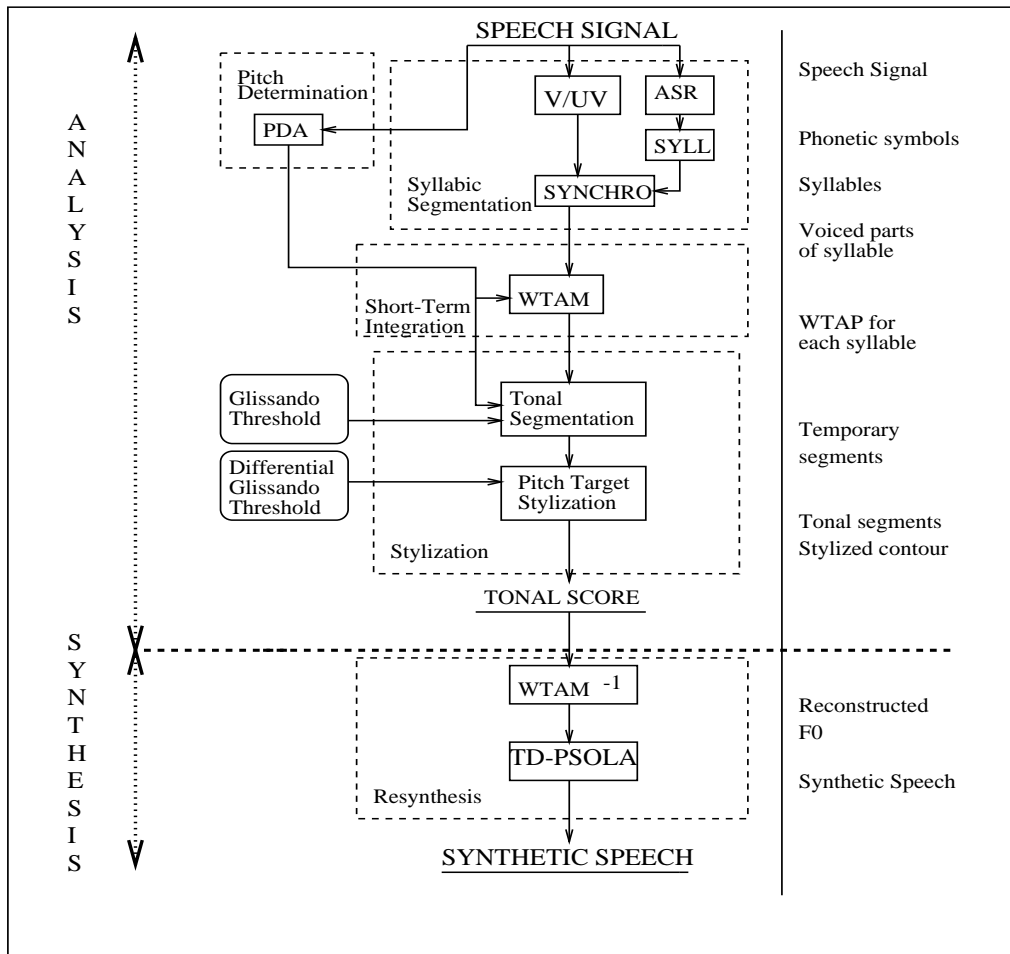 SPEECH SIGNAL
Pitch
Determination
PDA
V/UV
ASR
SYLL
SYNCHRO
Syllabic
Segmentation
WTAM
Short-Term
Integration
Glissando
Threshold
Tonal
Segmentation
Differential
Glissando
Threshold
Pitch Target
Stylization
Stylization
TONAL SCORE
WTAM -1
TD-PSOLA
Resynthesis
SYNTHETIC SPEECH
A
N
A
L
Y
S
I
S
S
Y
N
T
H
E
S
I
S
Speech Signal
Phonetic symbols
Syllables
Voiced parts
of syllable
WTAP for
each syllable
Temporary
segments
Tonal segments
Stylized contour
Reconstructed
F0
Synthetic Speech